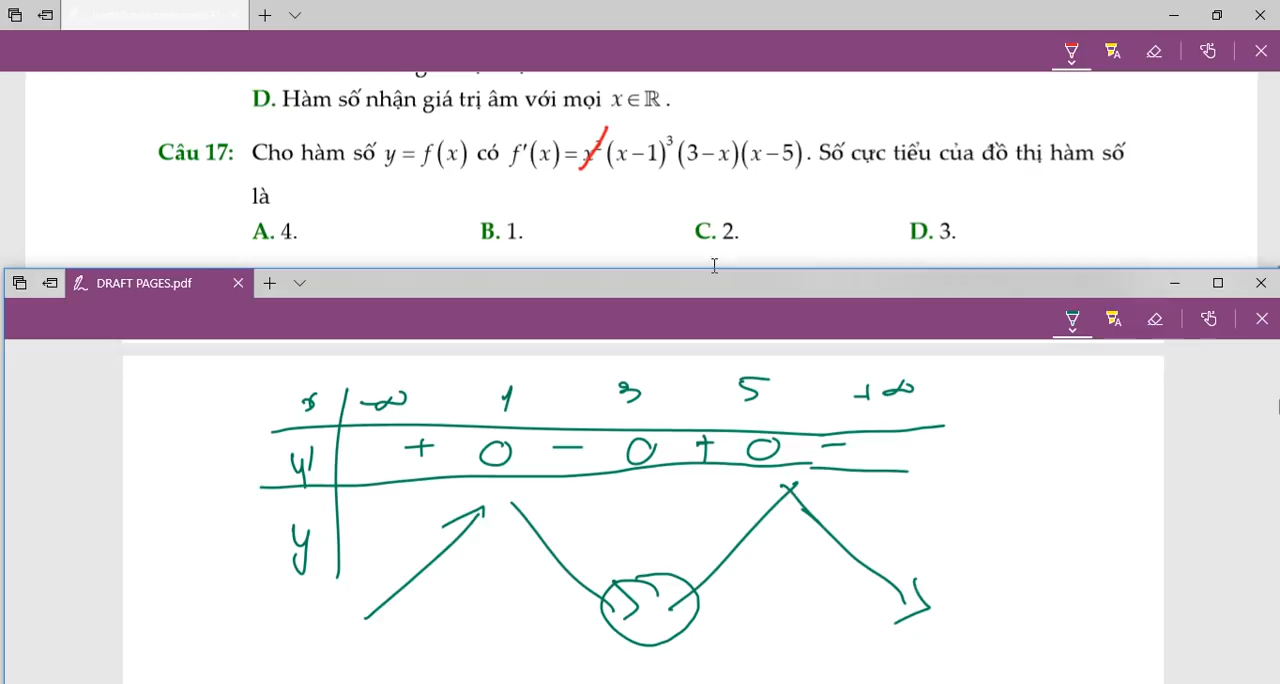 D. Hàm số nhận giá trị âm với mọi x∈ℝ.
Câu 17: Cho hàm số y = f(x) có f'(x) = x²(x−1)³(3−x)(x−5). Số cực tiểu của đồ thị hàm số
là
A. 4. B. 1. C. 2. D. 3.
DRAFT PAGES.pdf
x −∞ 1 3 5 +∞
y' + 0 − 0 + 0 −
y